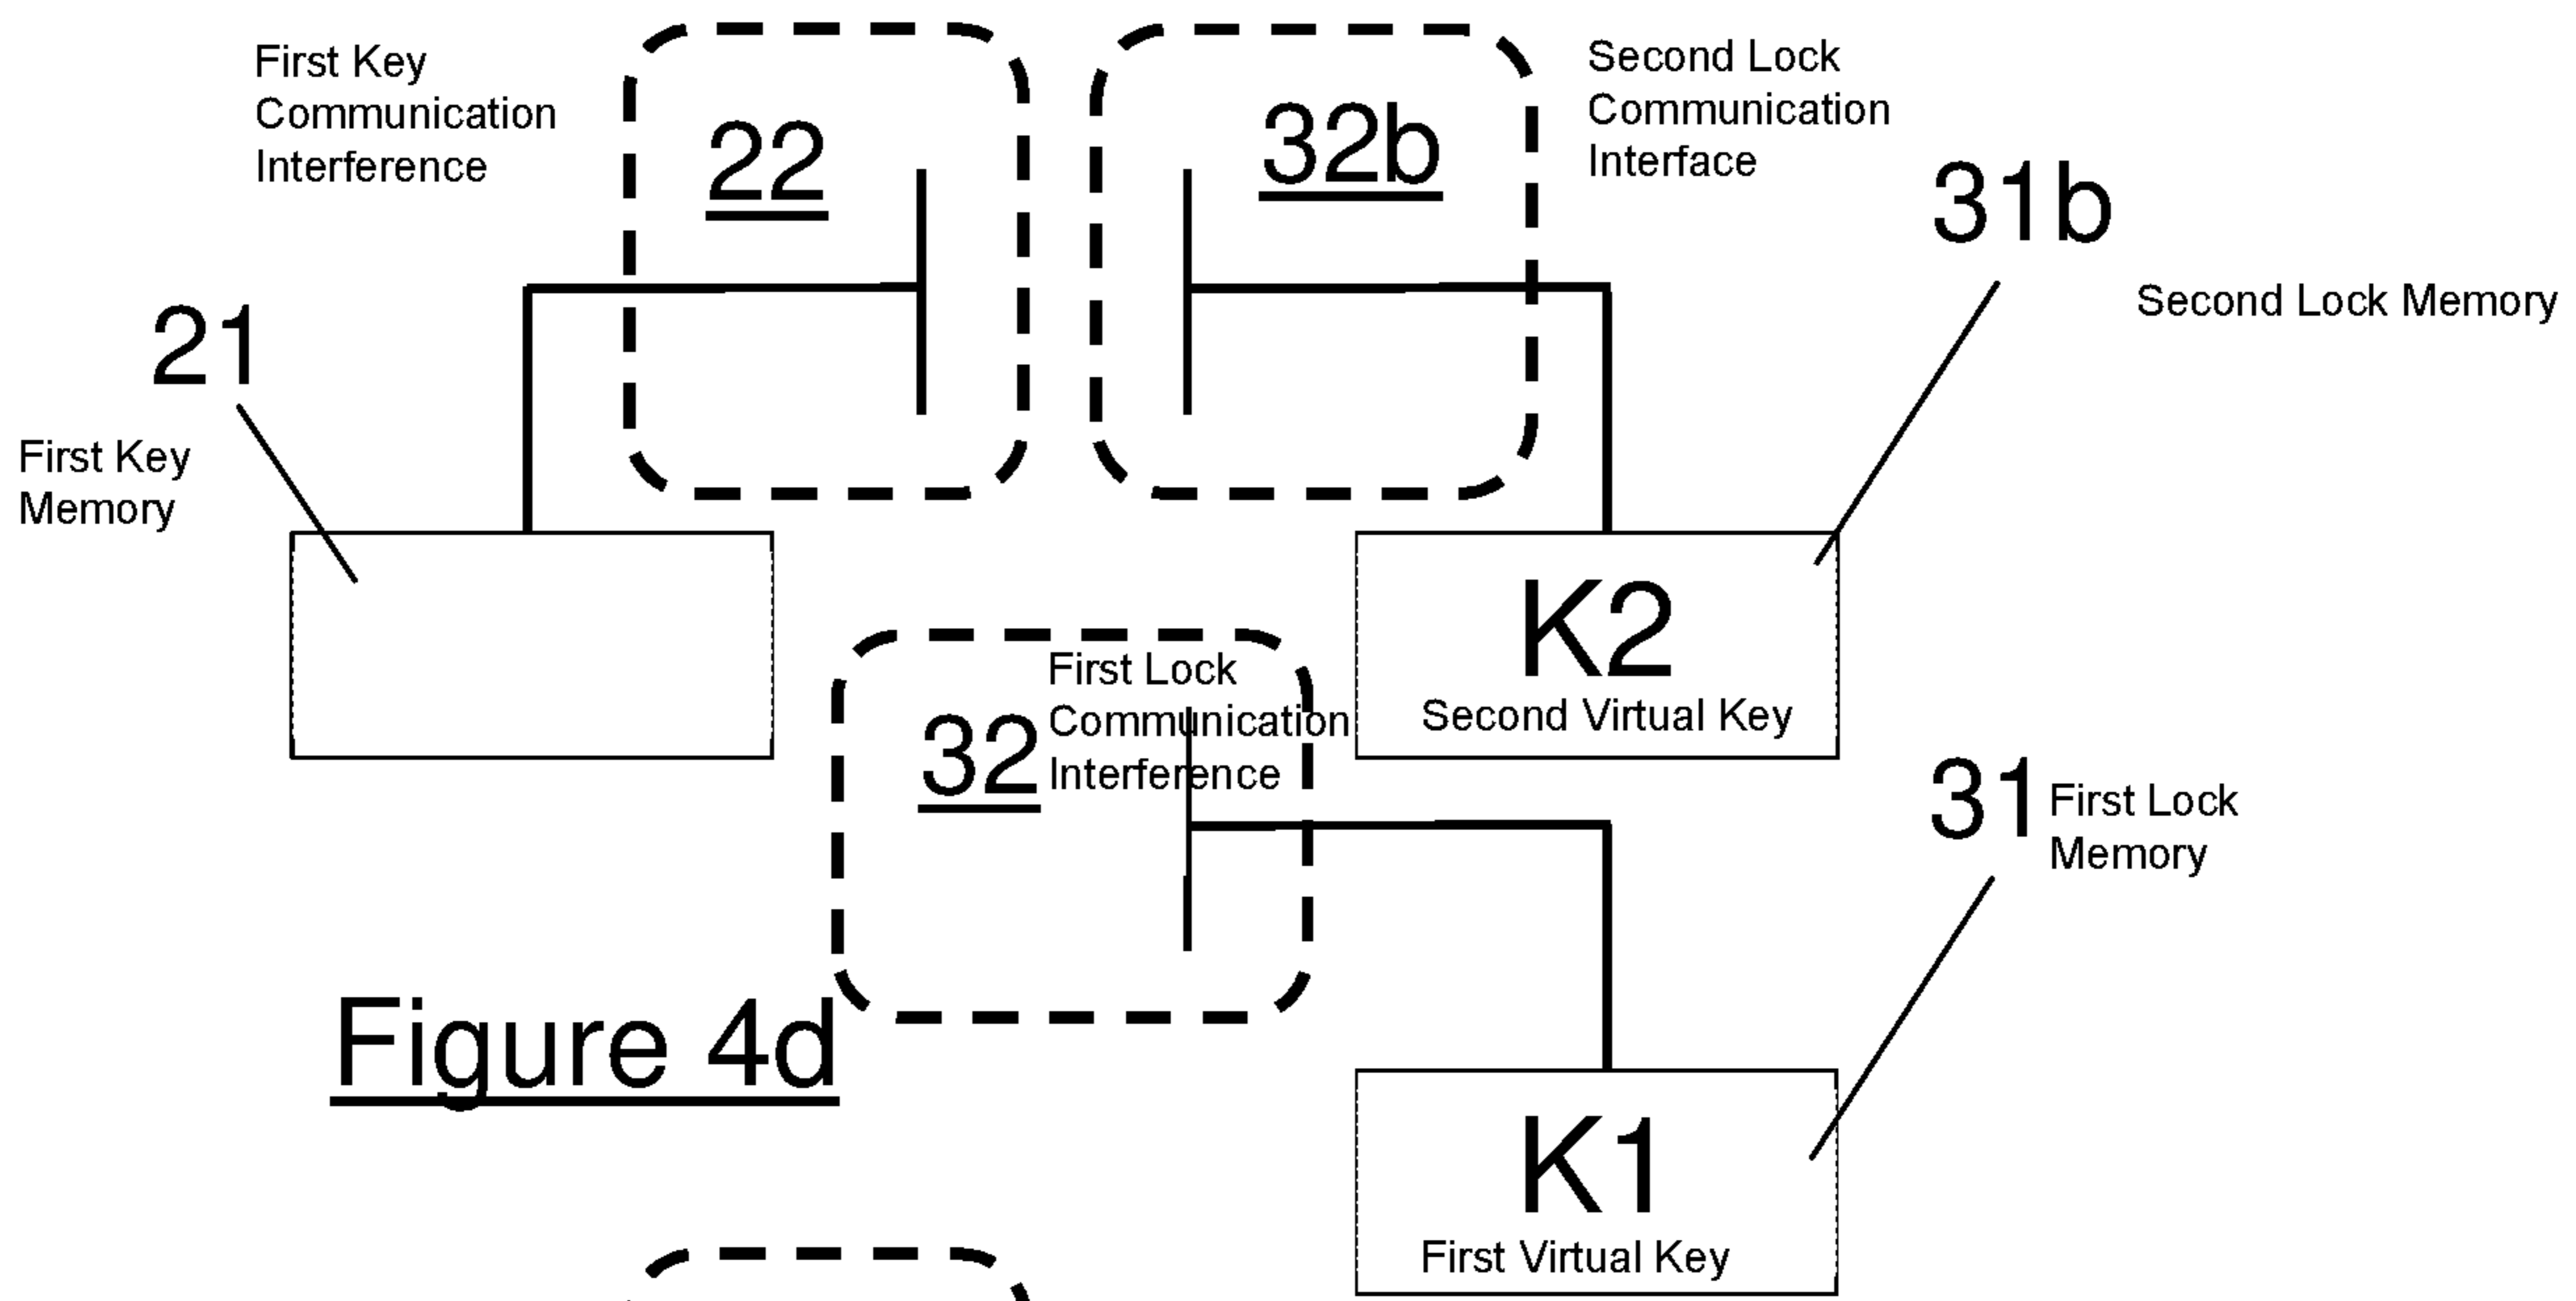 First Key
Communication
Interference
22
32b
Second Lock
Communication
Interface
31b
Second Lock Memory
21
First Key
Memory
K2
Second Virtual Key
32
First Lock
Communication
Interference
31
First Lock
Memory
Figure 4d
K1
First Virtual Key